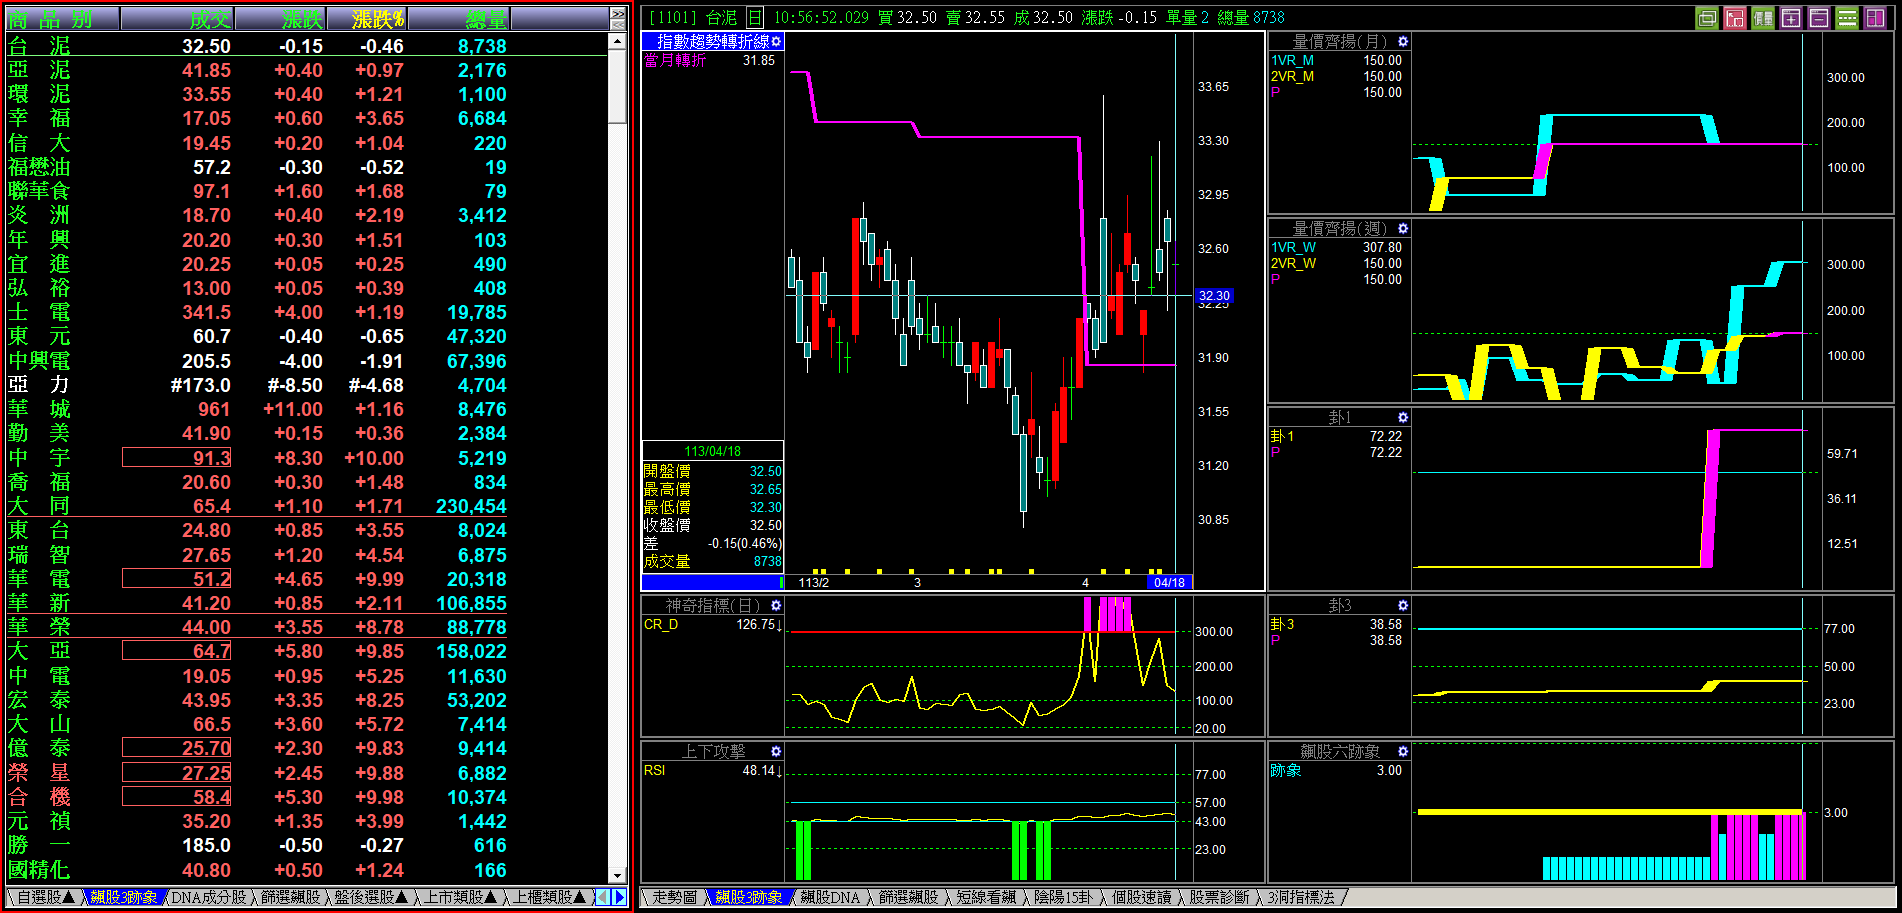 商品別 成交 漲跌 漲跌% 總量
台泥 32.50 -0.15 -0.46 8,738
亞泥 41.85 +0.40 +0.97 2,176
環泥 33.55 +0.40 +1.21 1,100
幸福 17.05 +0.60 +3.65 6,684
信大 19.45 +0.20 +1.04 220
福懋油 57.2 -0.30 -0.52 19
聯華食 97.1 +1.60 +1.68 79
炎洲 18.70 +0.40 +2.19 3,412
年興 20.20 +0.30 +1.51 103
宜進 20.25 +0.05 +0.25 490
弘裕 13.00 +0.05 +0.39 408
士電 341.5 +4.00 +1.19 19,785
東元 60.7 -0.40 -0.65 47,320
中興電 205.5 -4.00 -1.91 67,396
亞力 #173.0 #-8.50 #-4.68 4,704
華城 961 +11.00 +1.16 8,476
勤美 41.90 +0.15 +0.36 2,384
中宇 91.3 +8.30 +10.00 5,219
喬福 20.60 +0.30 +1.48 834
大同 65.4 +1.10 +1.71 230,454
東台 24.80 +0.85 +3.55 8,024
瑞智 27.65 +1.20 +4.54 6,875
華電 51.2 +4.65 +9.99 20,318
華新 41.20 +0.85 +2.11 106,855
華榮 44.00 +3.55 +8.78 88,778
大亞 64.7 +5.80 +9.85 158,022
中電 19.05 +0.95 +5.25 11,630
宏泰 43.95 +3.35 +8.25 53,202
大山 66.5 +3.60 +5.72 7,414
億泰 25.70 +2.30 +9.83 9,414
榮星 27.25 +2.45 +9.88 6,882
合機 58.4 +5.30 +9.98 10,374
元禎 35.20 +1.35 +3.99 1,442
勝一 185.0 -0.50 -0.27 616
國精化 40.80 +0.50 +1.24 166
自選股▲ 飆股3跡象 DNA成分股 篩選飆股 盤後選股▲ 上市類股▲ 上櫃類股▲
[1101] 台泥 日 10:56:52.029 買32.50 賣32.55 成32.50 漲跌-0.15 單量2 總量8738
價量
指數趨勢轉折線
當月轉折 31.85
33.65
33.30
32.95
32.60
32.30
32.25
31.90
31.55
31.20
30.85
113/04/18
開盤價 32.50
最高價 32.65
最低價 32.30
收盤價 32.50
差 -0.15(0.46%)
成交量 8738
113/2 3 4 04/18
神奇指標(日)
CR_D 126.75↓
300.00
200.00
100.00
20.00
上下攻擊
RSI 48.14↓
77.00
57.00
43.00
23.00
量價齊揚(月)
1VR_M 150.00
2VR_M 150.00
P 150.00
300.00
200.00
100.00
量價齊揚(週)
1VR_W 307.80
2VR_W 150.00
P 150.00
300.00
200.00
100.00
卦1
卦1 72.22
P 72.22
59.71
36.11
12.51
卦3
卦3 38.58
P 38.58
77.00
50.00
23.00
飆股六跡象
跡象 3.00
3.00
走勢圖 飆股3跡象 飆股DNA 篩選飆股 短線看飆 陰陽15卦 個股速讀 股票診斷 3洞指標法